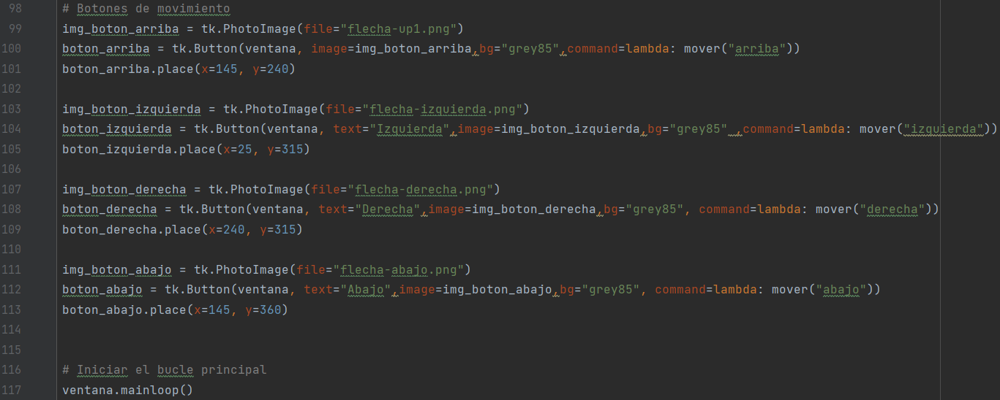 98 # Botones de movimiento
99 img_boton_arriba = tk.PhotoImage(file="flecha-up1.png")
100 boton_arriba = tk.Button(ventana, image=img_boton_arriba,bg="grey85",command=lambda: mover("arriba"))
101 boton_arriba.place(x=145, y=240)
102
103 img_boton_izquierda = tk.PhotoImage(file="flecha-izquierda.png")
104 boton_izquierda = tk.Button(ventana, text="Izquierda",image=img_boton_izquierda,bg="grey85" ,command=lambda: mover("izquierda"))
105 boton_izquierda.place(x=25, y=315)
106
107 img_boton_derecha = tk.PhotoImage(file="flecha-derecha.png")
108 boton_derecha = tk.Button(ventana, text="Derecha",image=img_boton_derecha,bg="grey85", command=lambda: mover("derecha"))
109 boton_derecha.place(x=240, y=315)
110
111 img_boton_abajo = tk.PhotoImage(file="flecha-abajo.png")
112 boton_abajo = tk.Button(ventana, text="Abajo",image=img_boton_abajo,bg="grey85", command=lambda: mover("abajo"))
113 boton_abajo.place(x=145, y=360)
114
115
116 # Iniciar el bucle principal
117 ventana.mainloop()